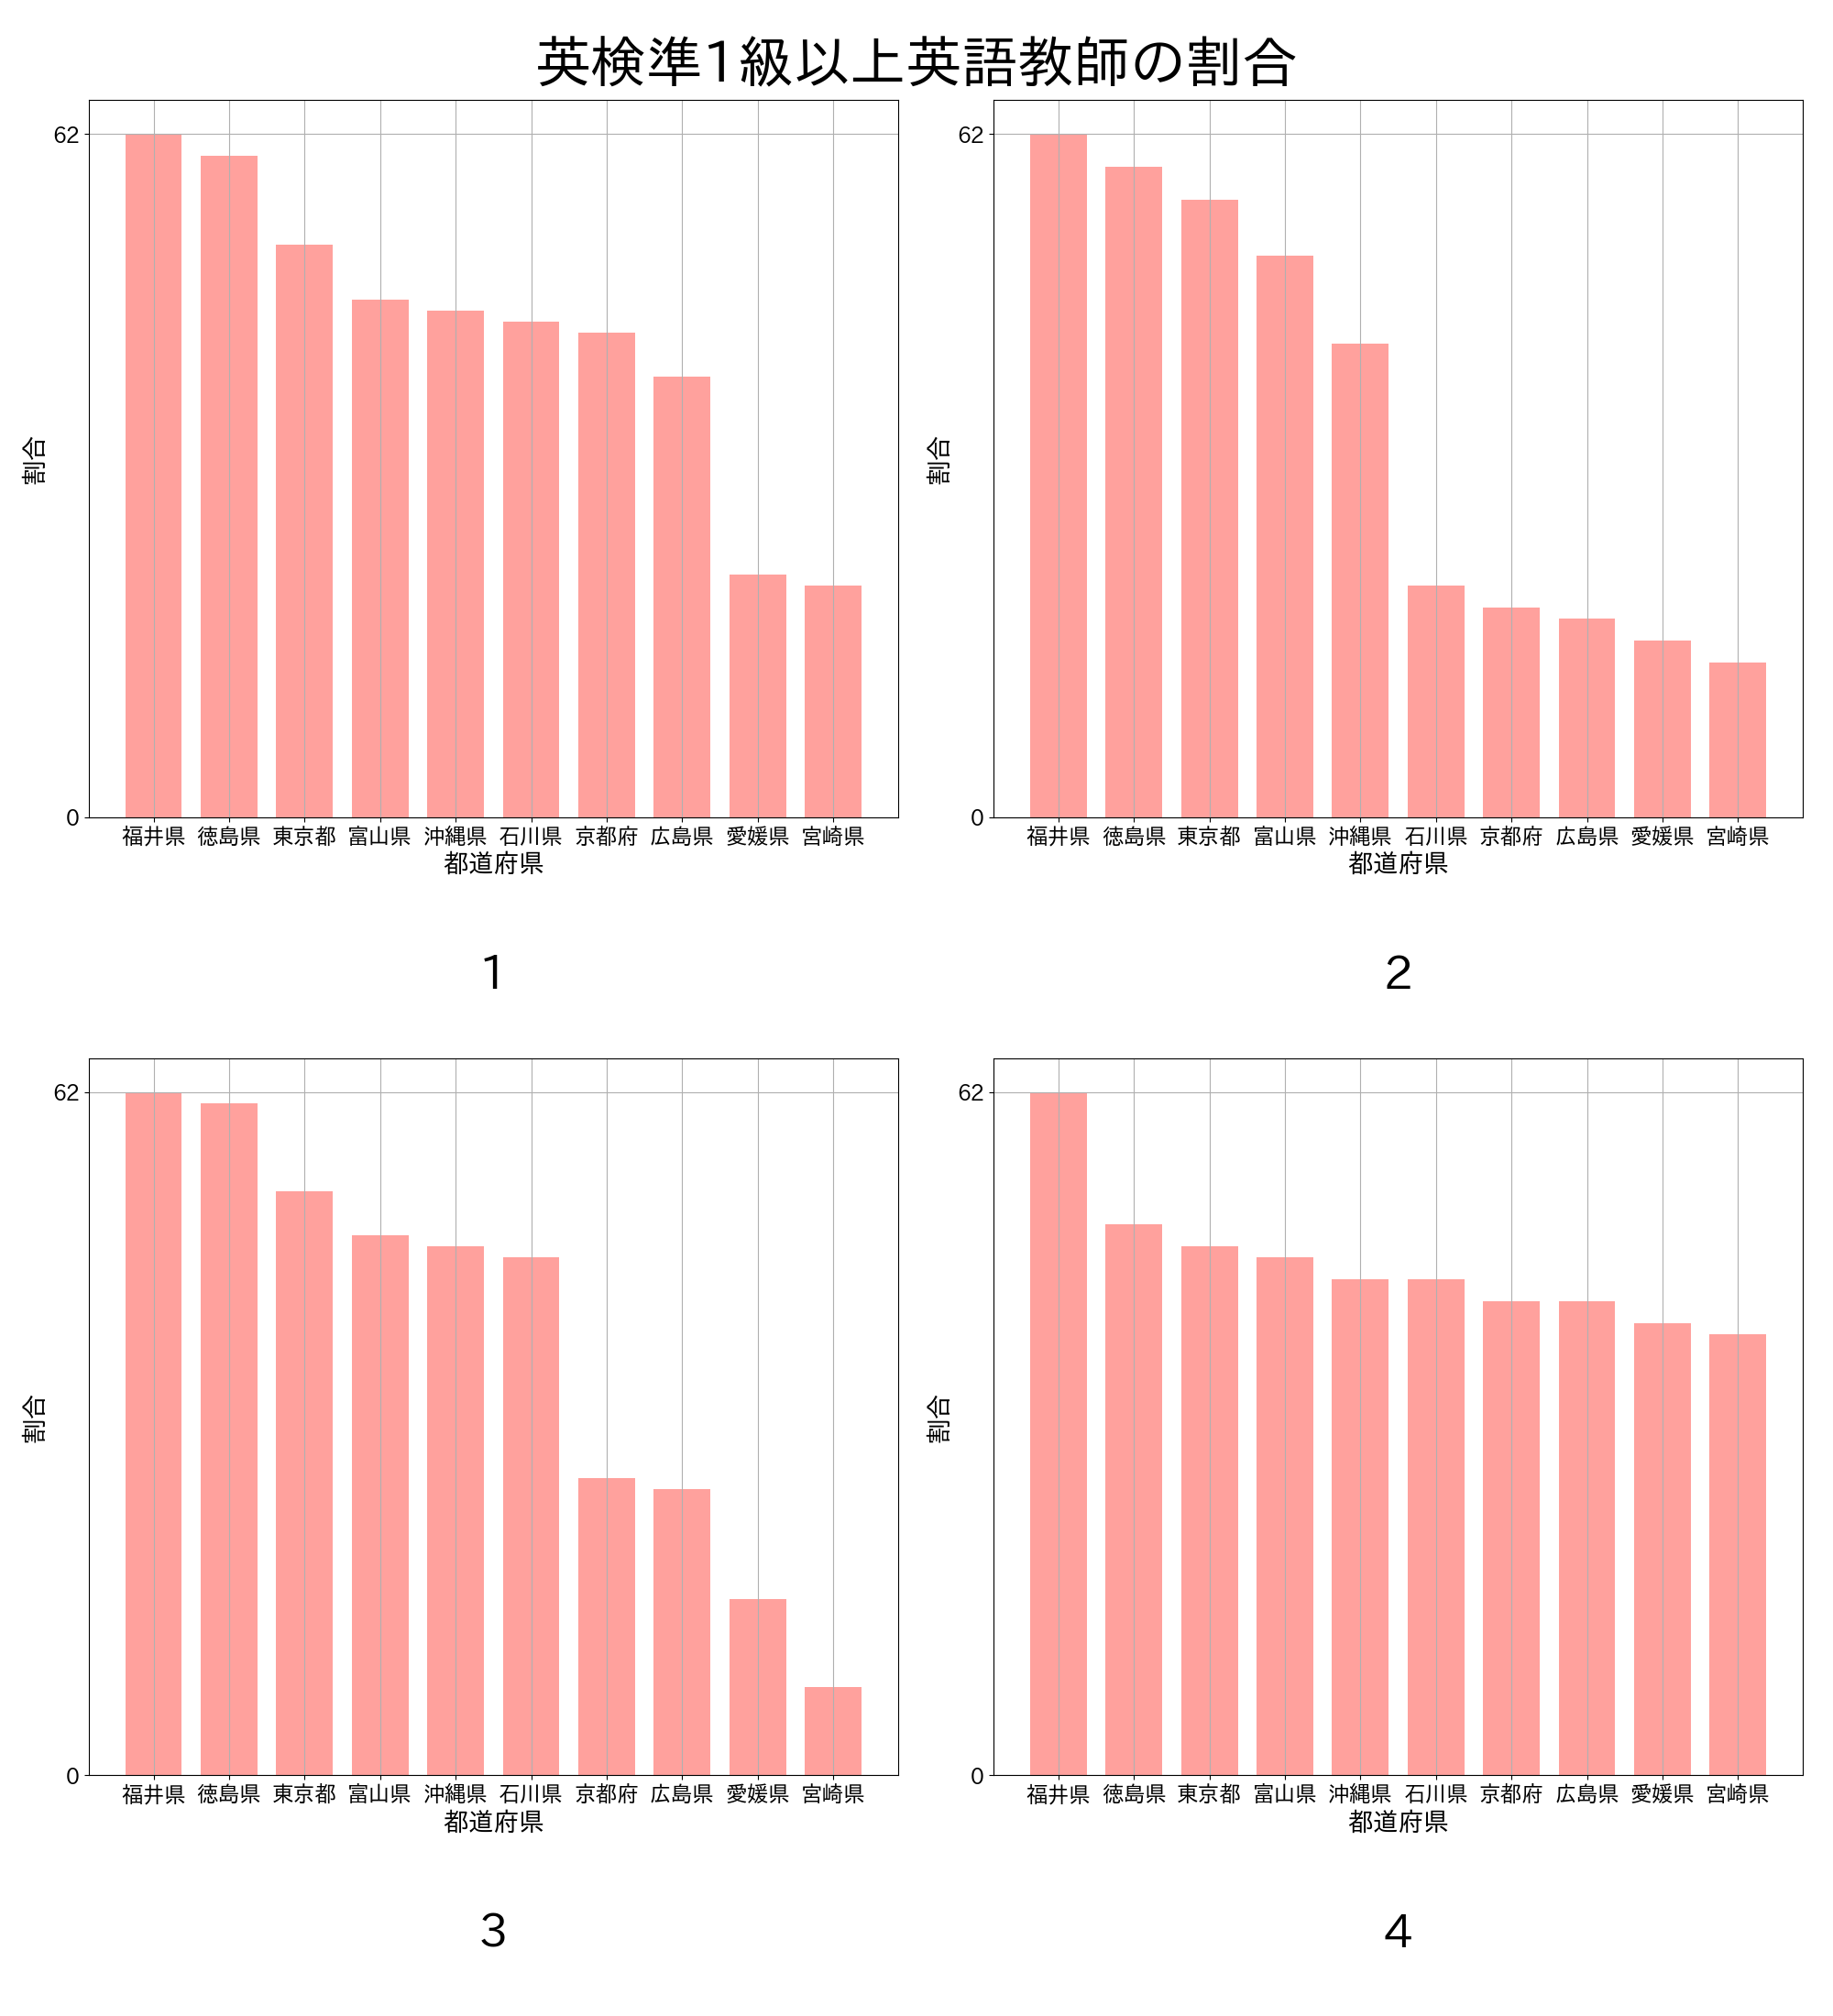 英検準1級以上英語教師の割合
62
0
割合
福井県 徳島県 東京都 富山県 沖縄県 石川県 京都府 広島県 愛媛県 宮崎県
都道府県
1
62
0
割合
福井県 徳島県 東京都 富山県 沖縄県 石川県 京都府 広島県 愛媛県 宮崎県
都道府県
2
62
0
割合
福井県 徳島県 東京都 富山県 沖縄県 石川県 京都府 広島県 愛媛県 宮崎県
都道府県
3
62
0
割合
福井県 徳島県 東京都 富山県 沖縄県 石川県 京都府 広島県 愛媛県 宮崎県
都道府県
4